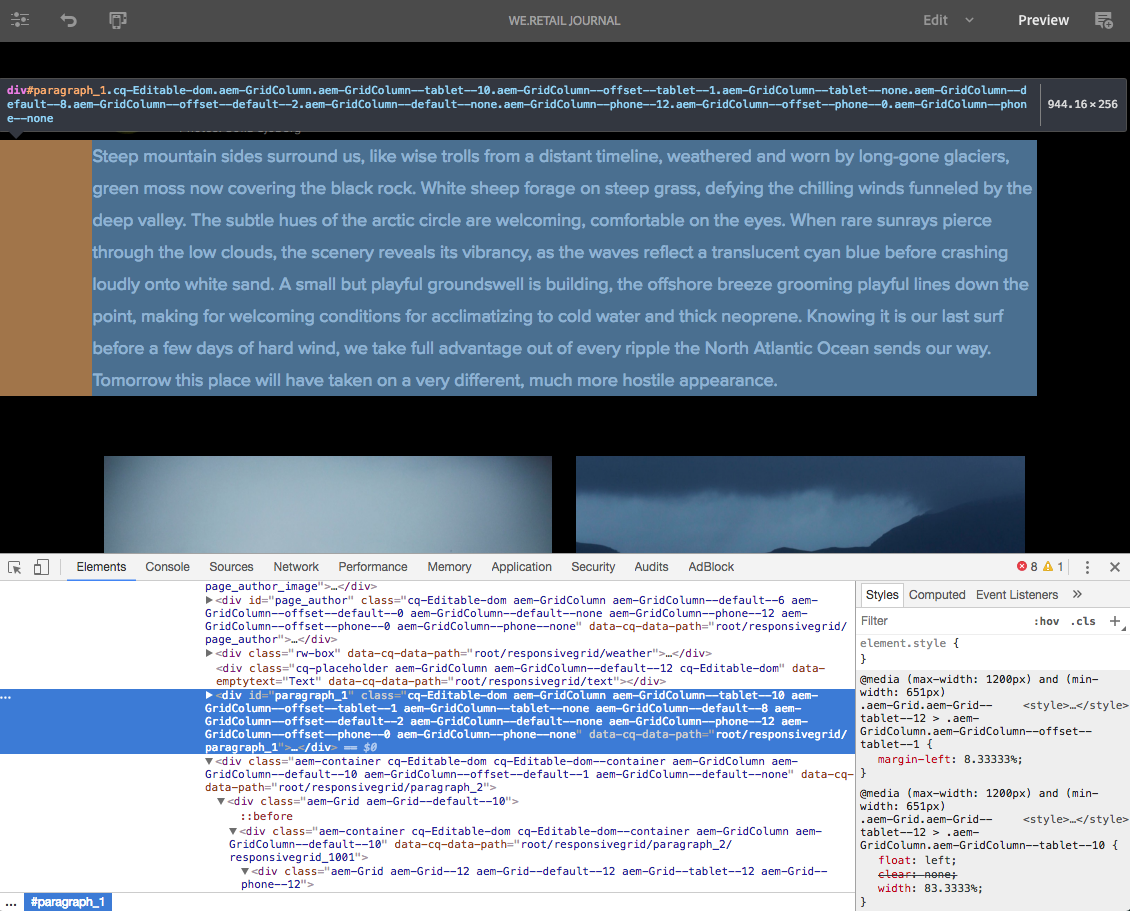 WE.RETAIL JOURNAL
Edit
Preview
div#paragraph_1.cq-Editable-dom.aem-GridColumn.aem-GridColumn--tablet--10.aem-GridColumn--offset--tablet--1.aem-GridColumn--tablet--none.aem-GridColumn--d
efault--8.aem-GridColumn--offset--default--2.aem-GridColumn--default--none.aem-GridColumn--phone--12.aem-GridColumn--offset--phone--0.aem-GridColumn--phon
e--none
944.16 × 256
Steep mountain sides surround us, like wise trolls from a distant timeline, weathered and worn by long-gone glaciers,
green moss now covering the black rock. White sheep forage on steep grass, defying the chilling winds funneled by the
deep valley. The subtle hues of the arctic circle are welcoming, comfortable on the eyes. When rare sunrays pierce
through the low clouds, the scenery reveals its vibrancy, as the waves reflect a translucent cyan blue before crashing
loudly onto white sand. A small but playful groundswell is building, the offshore breeze grooming playful lines down the
point, making for welcoming conditions for acclimatizing to cold water and thick neoprene. Knowing it is our last surf
before a few days of hard wind, we take full advantage out of every ripple the North Atlantic Ocean sends our way.
Tomorrow this place will have taken on a very different, much more hostile appearance.
Elements Console Sources Network Performance Memory Application Security Audits AdBlock
8 1
page_author_image">…</div>
<div id="page_author" class="cq-Editable-dom aem-GridColumn aem-GridColumn--default--6 aem-
GridColumn--offset--default--0 aem-GridColumn--default--none aem-GridColumn--phone--12 aem-
GridColumn--offset--phone--0 aem-GridColumn--phone--none" data-cq-data-path="root/responsivegrid/
page_author">…</div>
<div class="rw-box" data-cq-data-path="root/responsivegrid/weather">…</div>
<div class="cq-placeholder aem-GridColumn aem-GridColumn--default--12 cq-Editable-dom" data-
emptytext="Text" data-cq-data-path="root/responsivegrid/text"></div>
…
<div id="paragraph_1" class="cq-Editable-dom aem-GridColumn aem-GridColumn--tablet--10 aem-
GridColumn--offset--tablet--1 aem-GridColumn--tablet--none aem-GridColumn--default--8 aem-
GridColumn--offset--default--2 aem-GridColumn--default--none aem-GridColumn--phone--12 aem-
GridColumn--offset--phone--0 aem-GridColumn--phone--none" data-cq-data-path="root/responsivegrid/
paragraph_1">…</div> == $0
<div class="aem-container cq-Editable-dom cq-Editable-dom--container aem-GridColumn aem-
GridColumn--default--10 aem-GridColumn--offset--default--1 aem-GridColumn--default--none" data-cq-
data-path="root/responsivegrid/paragraph_2">
<div class="aem-Grid aem-Grid--default--10">
::before
<div class="aem-container cq-Editable-dom cq-Editable-dom--container aem-GridColumn aem-
GridColumn--default--10" data-cq-data-path="root/responsivegrid/paragraph_2/
responsivegrid_1001">
<div class="aem-Grid aem-Grid--12 aem-Grid--default--12 aem-Grid--tablet--12 aem-Grid--
phone--12">
… #paragraph_1
Styles Computed Event Listeners »
Filter :hov .cls +
element.style {
}
@media (max-width: 1200px) and (min-
width: 651px)
.aem-Grid.aem-Grid-- <style>…</style>
tablet--12 > .aem-
GridColumn.aem-GridColumn--offset--
tablet--1 {
margin-left: 8.33333%;
}
@media (max-width: 1200px) and (min-
width: 651px)
.aem-Grid.aem-Grid-- <style>…</style>
tablet--12 > .aem-
GridColumn.aem-GridColumn--tablet--10 {
float: left;
clear: none;
width: 83.3333%;
}